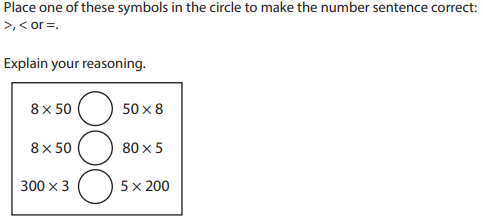 Place one of these symbols in the circle to make the number sentence correct:
>, < or =.
Explain your reasoning.
8 × 50 50 × 8
8 × 50 80 × 5
300 × 3 5 × 200